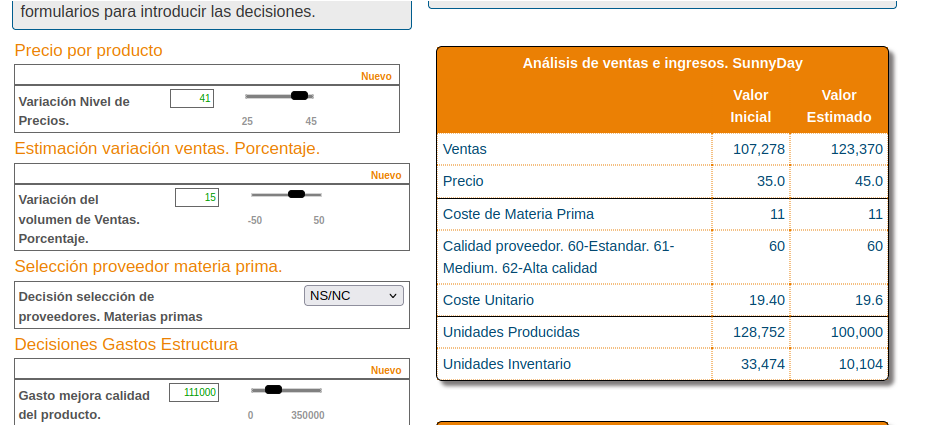 formularios para introducir las decisiones.
Precio por producto
Nuevo
Variación Nivel de
Precios.
41
25 45
Estimación variación ventas. Porcentaje.
Nuevo
Variación del
volumen de Ventas.
Porcentaje.
15
-50 50
Selección proveedor materia prima.
Decisión selección de
proveedores. Materias primas
NS/NC
Decisiones Gastos Estructura
Nuevo
Gasto mejora calidad
del producto.
111000
0 350000
Análisis de ventas e ingresos. SunnyDay
Valor Valor
Inicial Estimado
Ventas 107,278 123,370
Precio 35.0 45.0
Coste de Materia Prima 11 11
Calidad proveedor. 60-Estandar. 61- 60 60
Medium. 62-Alta calidad
Coste Unitario 19.40 19.6
Unidades Producidas 128,752 100,000
Unidades Inventario 33,474 10,104